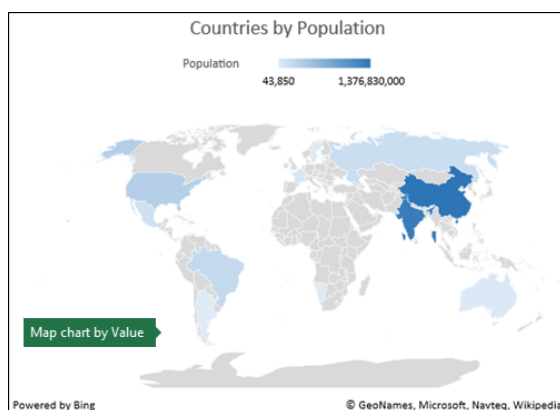 Countries by Population
Population
43,850 1,376,830,000
Map chart by Value
Powered by Bing
© GeoNames, Microsoft, Navteq, Wikipedia